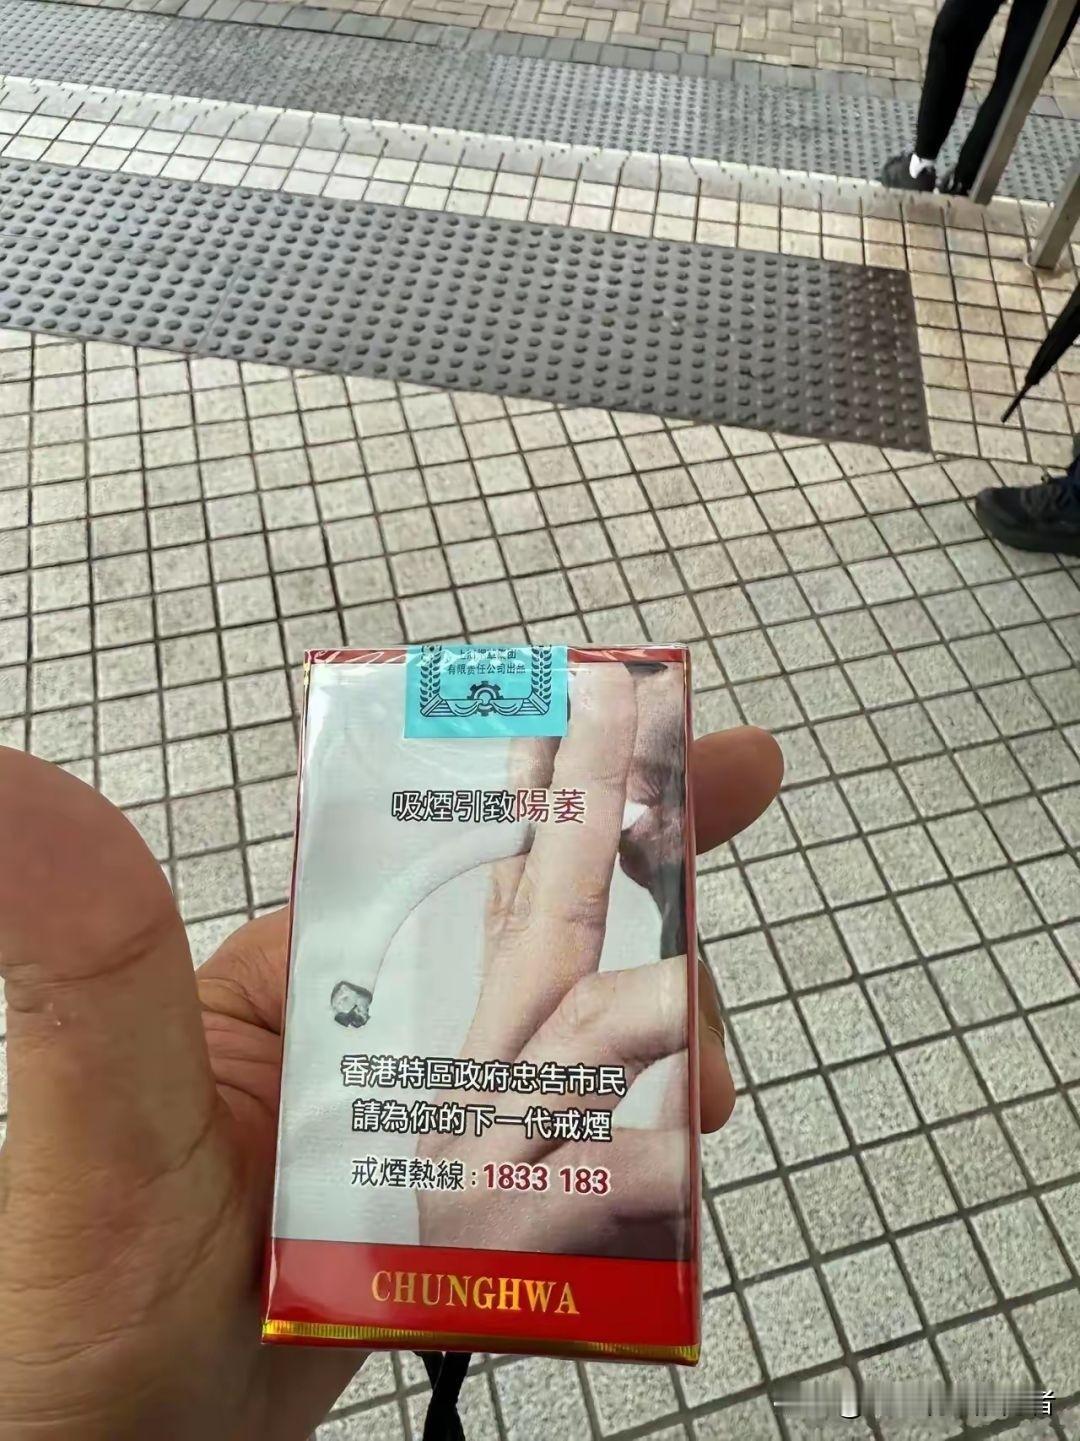 有限责任公司出品
吸煙引致陽萎
香港特區政府忠告市民
請為你的下一代戒煙
戒煙熱線：1833 183
CHUNGHWA